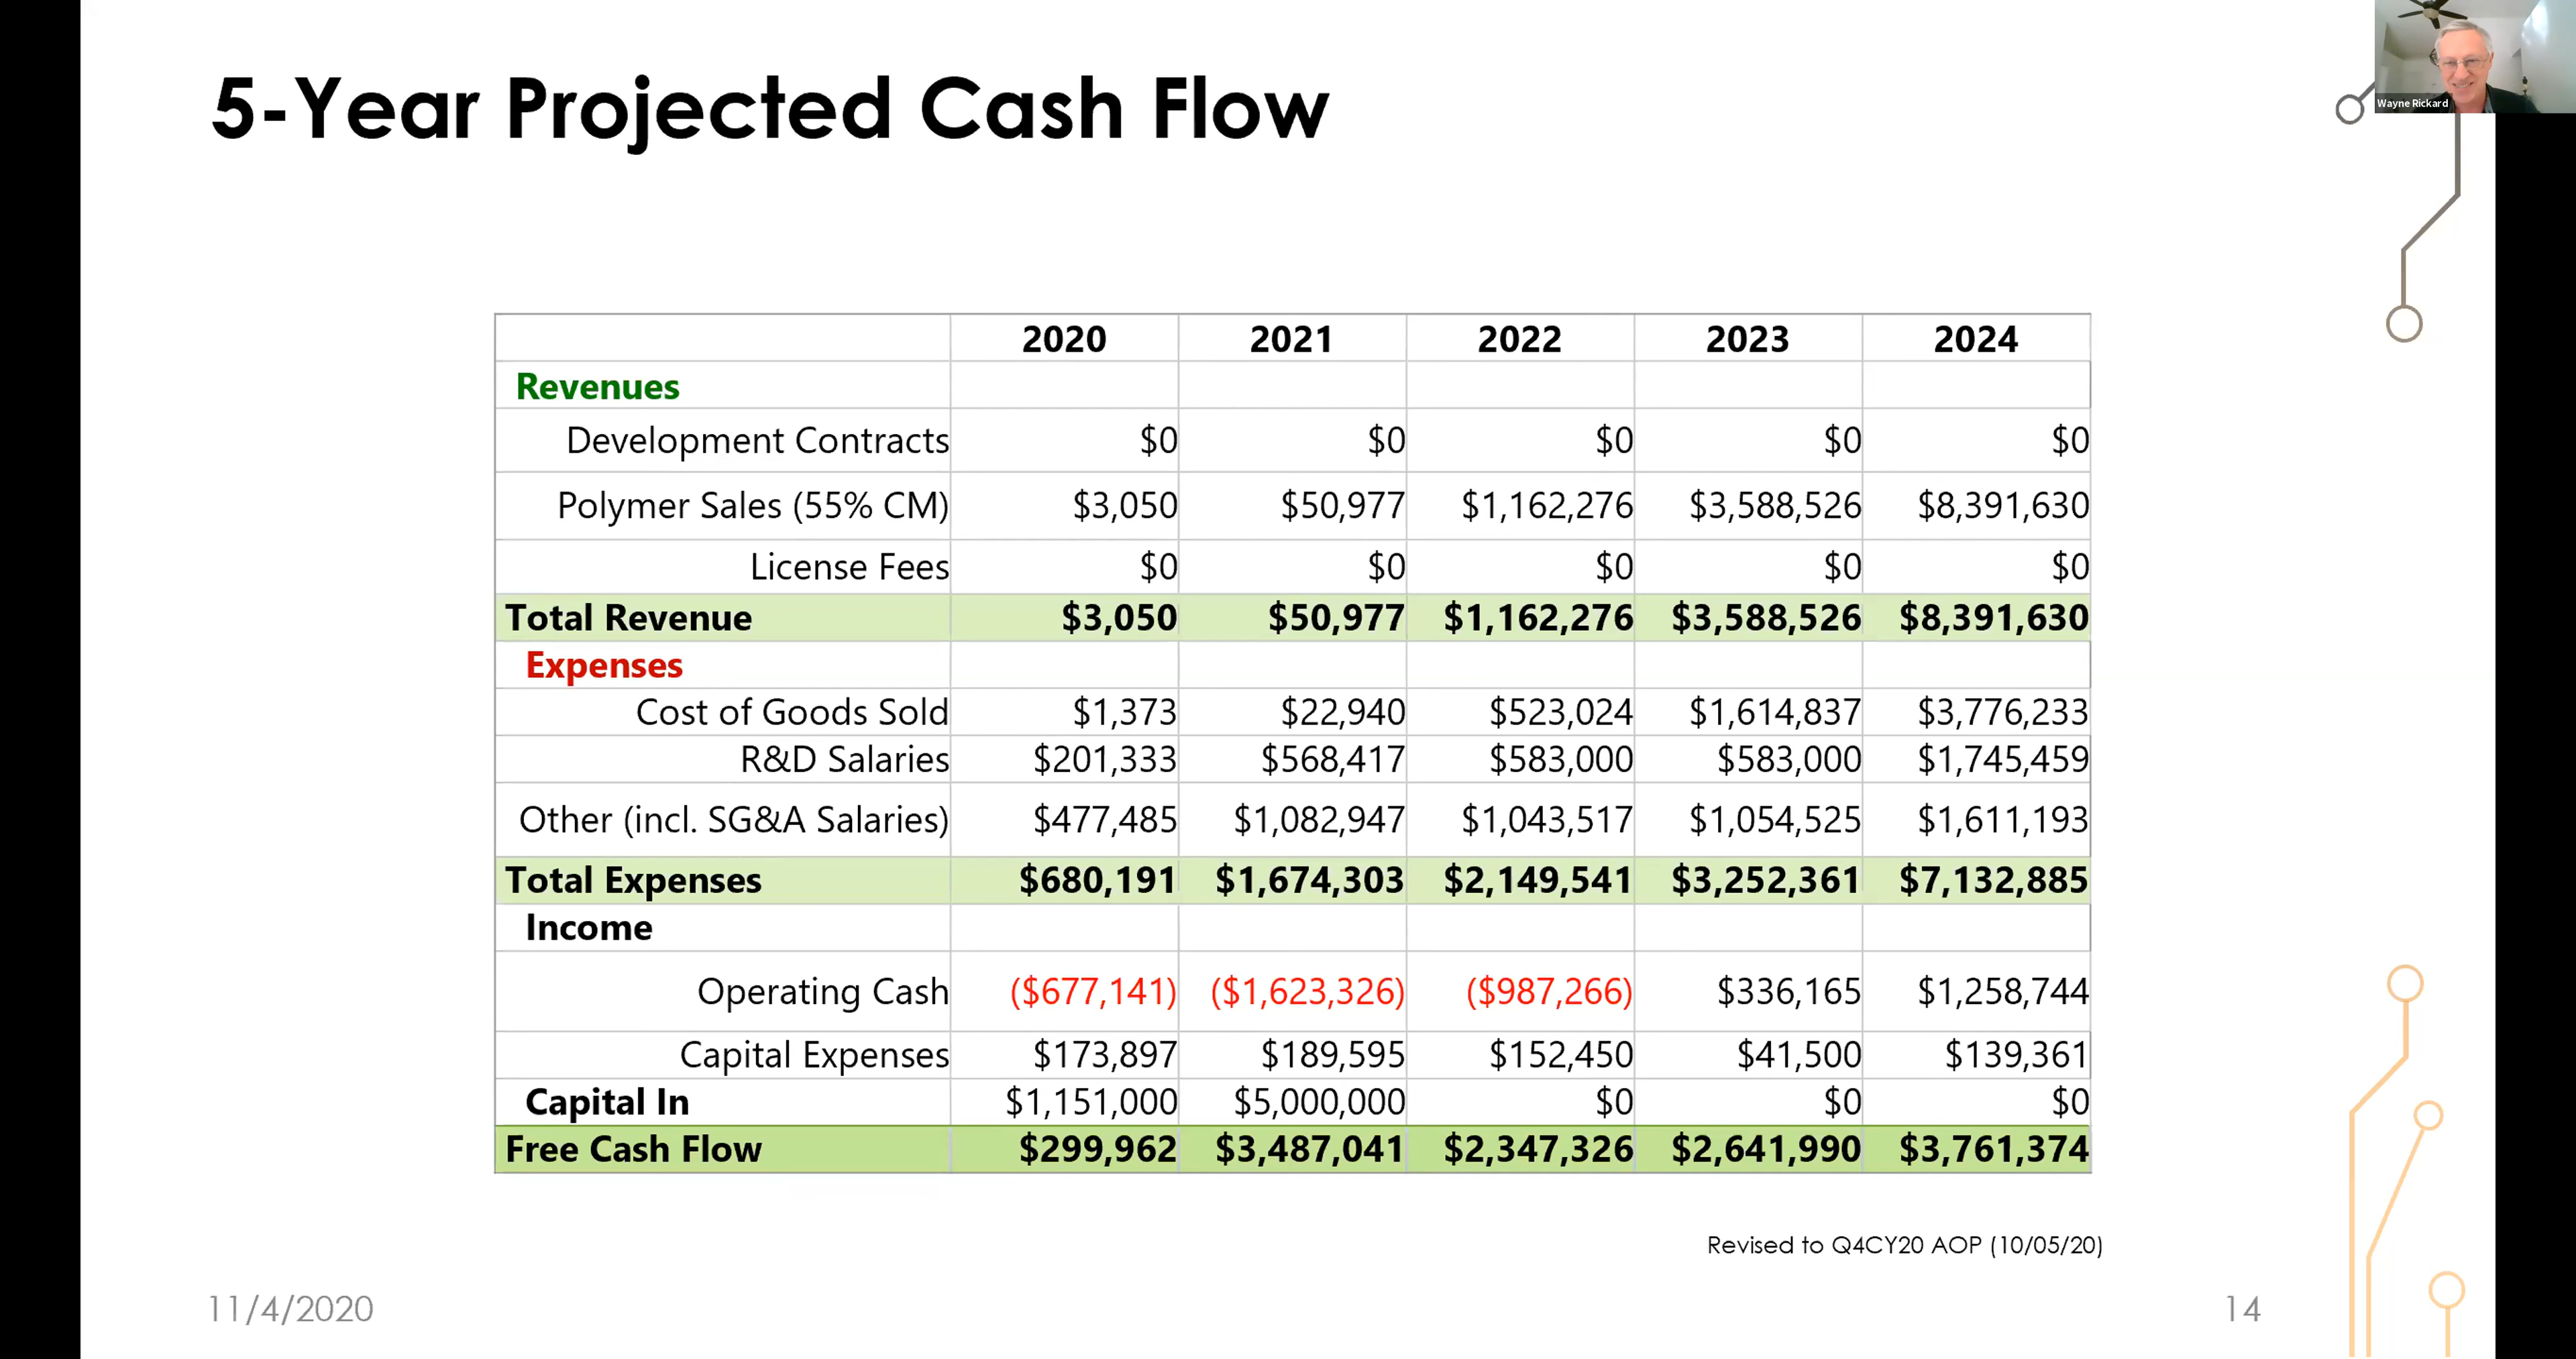 5-Year Projected Cash Flow
Wayne Rickard
2020 2021 2022 2023 2024
Revenues
Development Contracts $0 $0 $0 $0 $0
Polymer Sales (55% CM) $3,050 $50,977 $1,162,276 $3,588,526 $8,391,630
License Fees $0 $0 $0 $0 $0
Total Revenue $3,050 $50,977 $1,162,276 $3,588,526 $8,391,630
Expenses
Cost of Goods Sold $1,373 $22,940 $523,024 $1,614,837 $3,776,233
R&D Salaries $201,333 $568,417 $583,000 $583,000 $1,745,459
Other (incl. SG&A Salaries) $477,485 $1,082,947 $1,043,517 $1,054,525 $1,611,193
Total Expenses $680,191 $1,674,303 $2,149,541 $3,252,361 $7,132,885
Income
Operating Cash ($677,141) ($1,623,326) ($987,266) $336,165 $1,258,744
Capital Expenses $173,897 $189,595 $152,450 $41,500 $139,361
Capital In $1,151,000 $5,000,000 $0 $0 $0
Free Cash Flow $299,962 $3,487,041 $2,347,326 $2,641,990 $3,761,374
Revised to Q4CY20 AOP (10/05/20)
11/4/2020
14